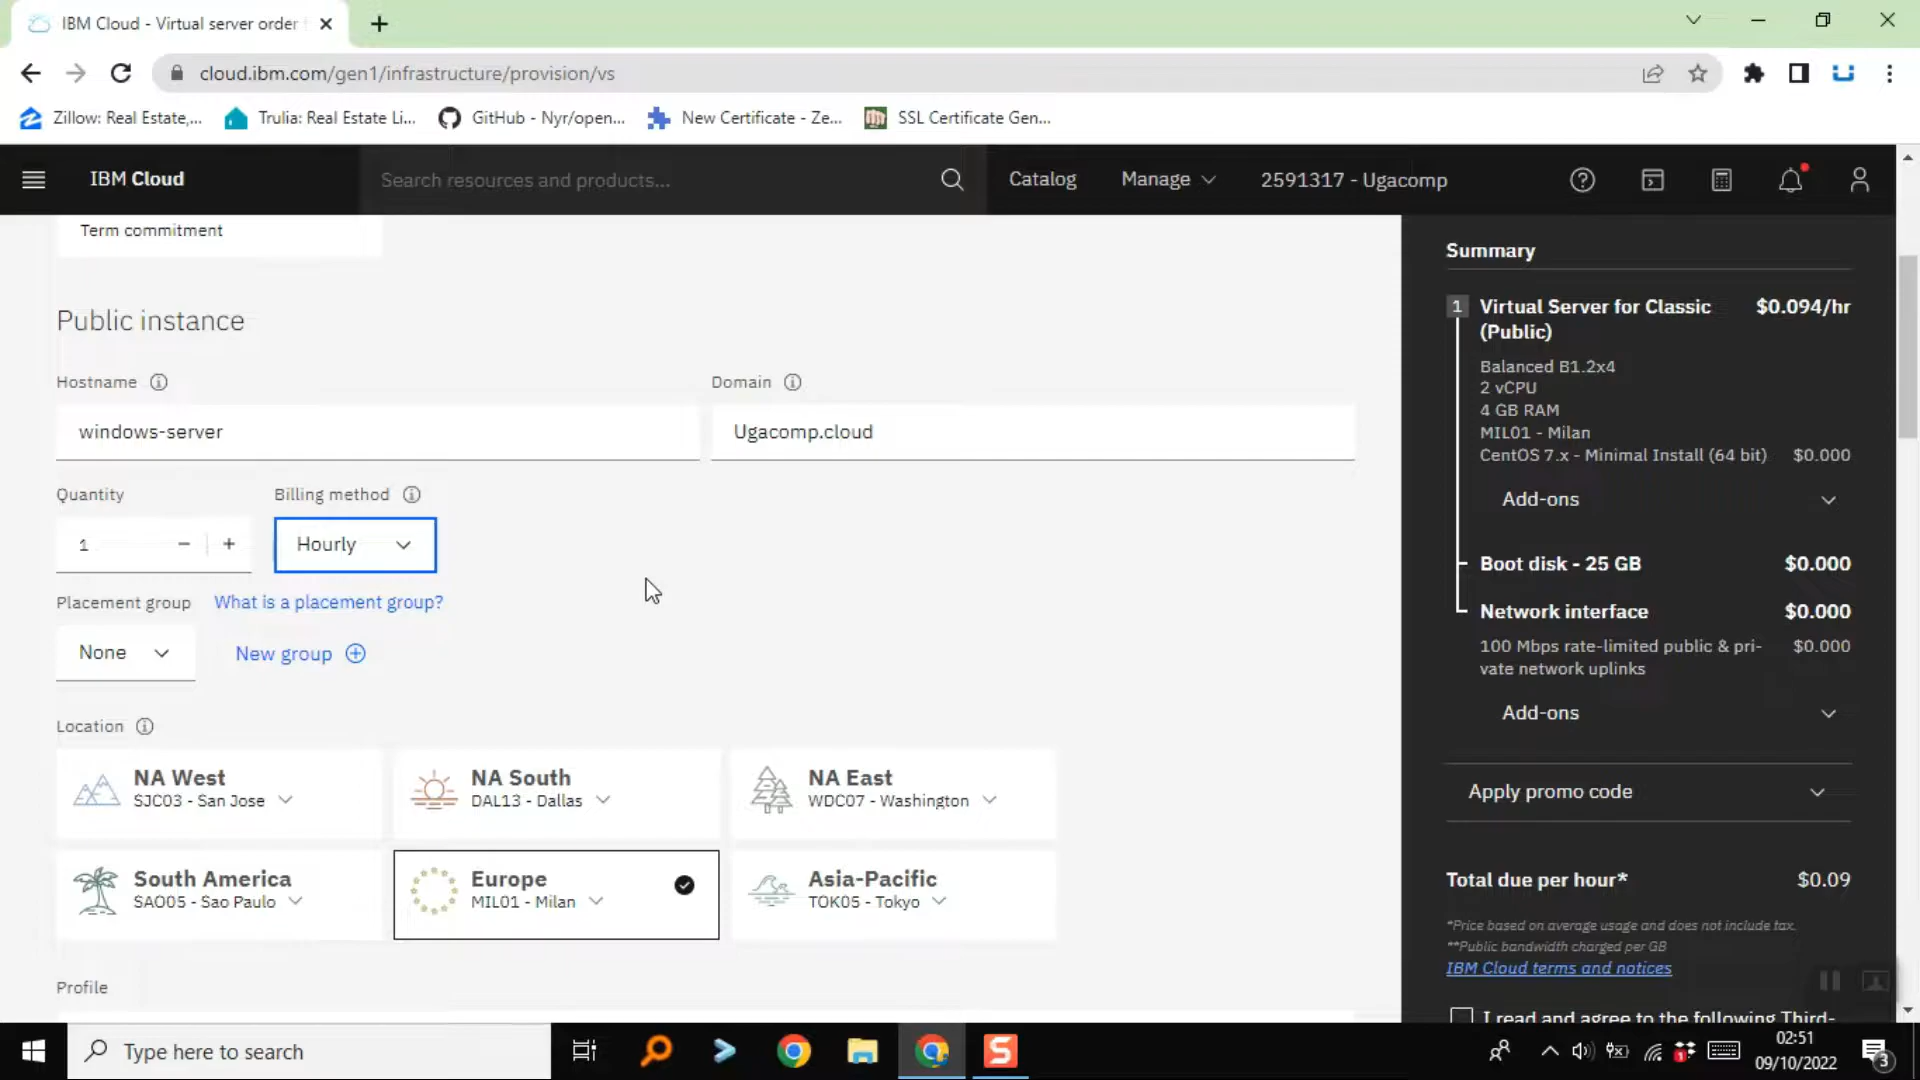 IBM Cloud - Virtual server order
cloud.ibm.com/gen1/infrastructure/provision/vs
Zillow: Real Estate,... Trulia: Real Estate Li... GitHub - Nyr/open... New Certificate - Ze... SSL Certificate Gen...
IBM Cloud Search resources and products... Catalog Manage 2591317 - Ugacomp
Term commitment
Public instance
Hostname Domain
windows-server Ugacomp.cloud
Quantity Billing method
1 Hourly
Placement group What is a placement group?
None New group
Location
NA West NA South NA East
SJC03 - San Jose DAL13 - Dallas WDC07 - Washington
South America Europe Asia-Pacific
SAO05 - Sao Paulo MIL01 - Milan TOK05 - Tokyo
Profile
Summary
1 Virtual Server for Classic $0.094/hr
(Public)
Balanced B1.2x4
2 vCPU
4 GB RAM
MIL01 - Milan
CentOS 7.x - Minimal Install (64 bit) $0.000
Add-ons
Boot disk - 25 GB $0.000
Network interface $0.000
100 Mbps rate-limited public & pri- $0.000
vate network uplinks
Add-ons
Apply promo code
Total due per hour* $0.09
*Price based on average usage and does not include tax.
**Public bandwidth charged per GB
IBM Cloud terms and notices
I read and agree to the following Third-
Type here to search
02:51
09/10/2022
3